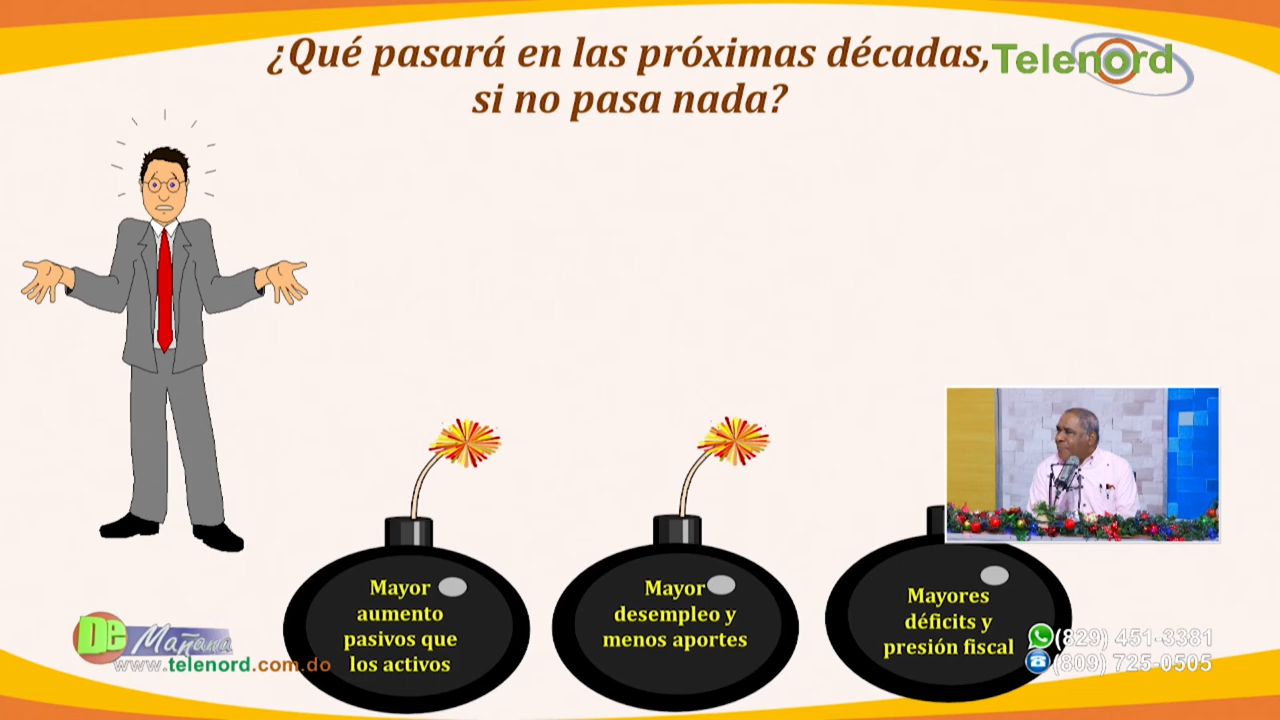 ¿Qué pasará en las próximas décadas,
si no pasa nada?
Telenord
Mayor
aumento
pasivos que
los activos
Mayor
desempleo y
menos aportes
Mayores
déficits y
presión fiscal
De Mañana
www.telenord.com.do
(829) 451-3381
(809) 725-0505